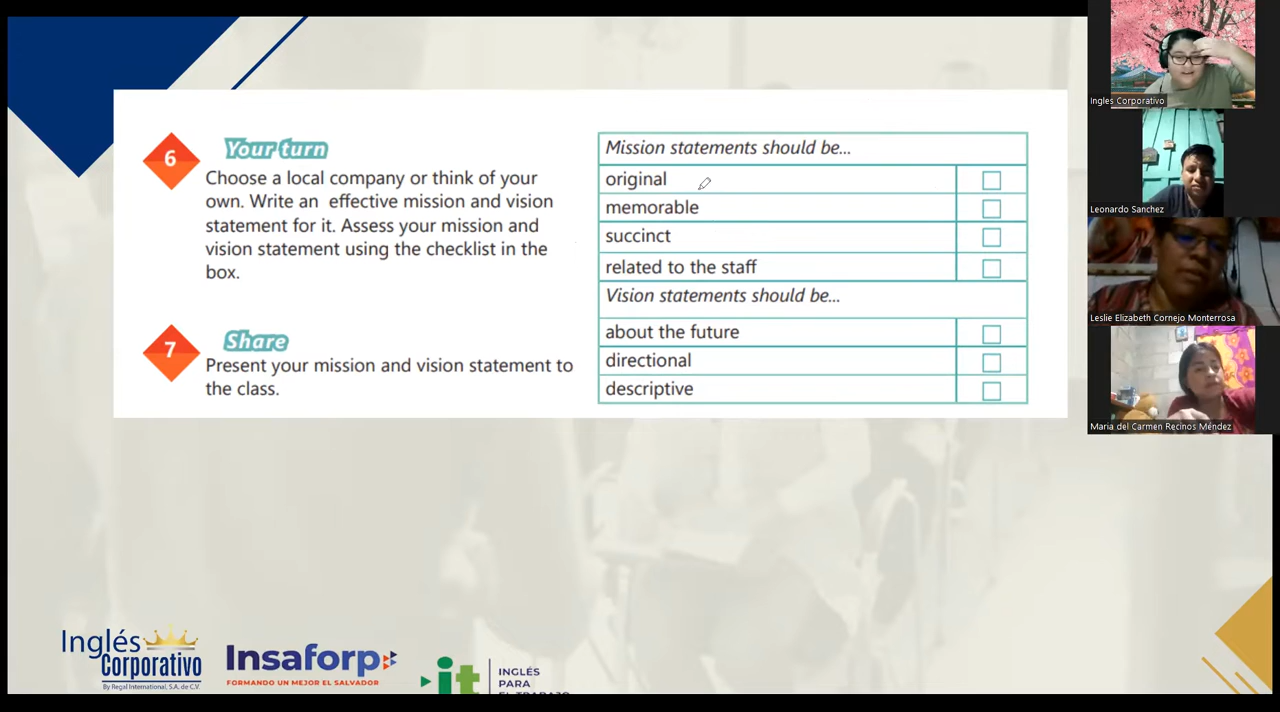 6
Your turn
Choose a local company or think of your
own. Write an effective mission and vision
statement for it. Assess your mission and
vision statement using the checklist in the
box.
7
Share
Present your mission and vision statement to
the class.
Mission statements should be...
original
memorable
succinct
related to the staff
Vision statements should be...
about the future
directional
descriptive
Ingles Corporativo
Leonardo Sanchez
Leslie Elizabeth Cornejo Monterrosa
Maria del Carmen Recinos Méndez
Inglés
Corporativo
By Regal International, S.A. de C.V.
Insaforp
FORMANDO UN MEJOR EL SALVADOR
it
INGLÉS
PARA
EL TRABAJO